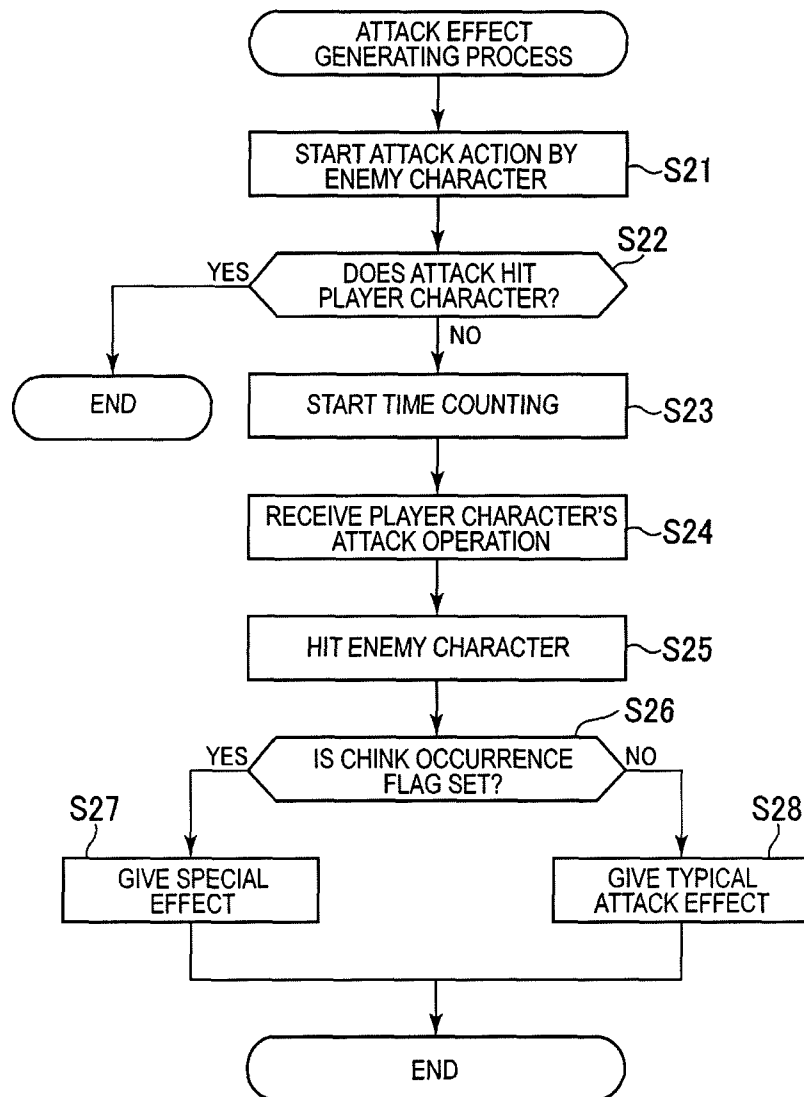 ATTACK EFFECT
GENERATING PROCESS
START ATTACK ACTION BY
ENEMY CHARACTER
S21
S22
YES
DOES ATTACK HIT
PLAYER CHARACTER?
NO
END
START TIME COUNTING
S23
RECEIVE PLAYER CHARACTER'S
ATTACK OPERATION
S24
HIT ENEMY CHARACTER
S25
S26
YES
IS CHINK OCCURRENCE
FLAG SET?
NO
S27
GIVE SPECIAL
EFFECT
S28
GIVE TYPICAL
ATTACK EFFECT
END